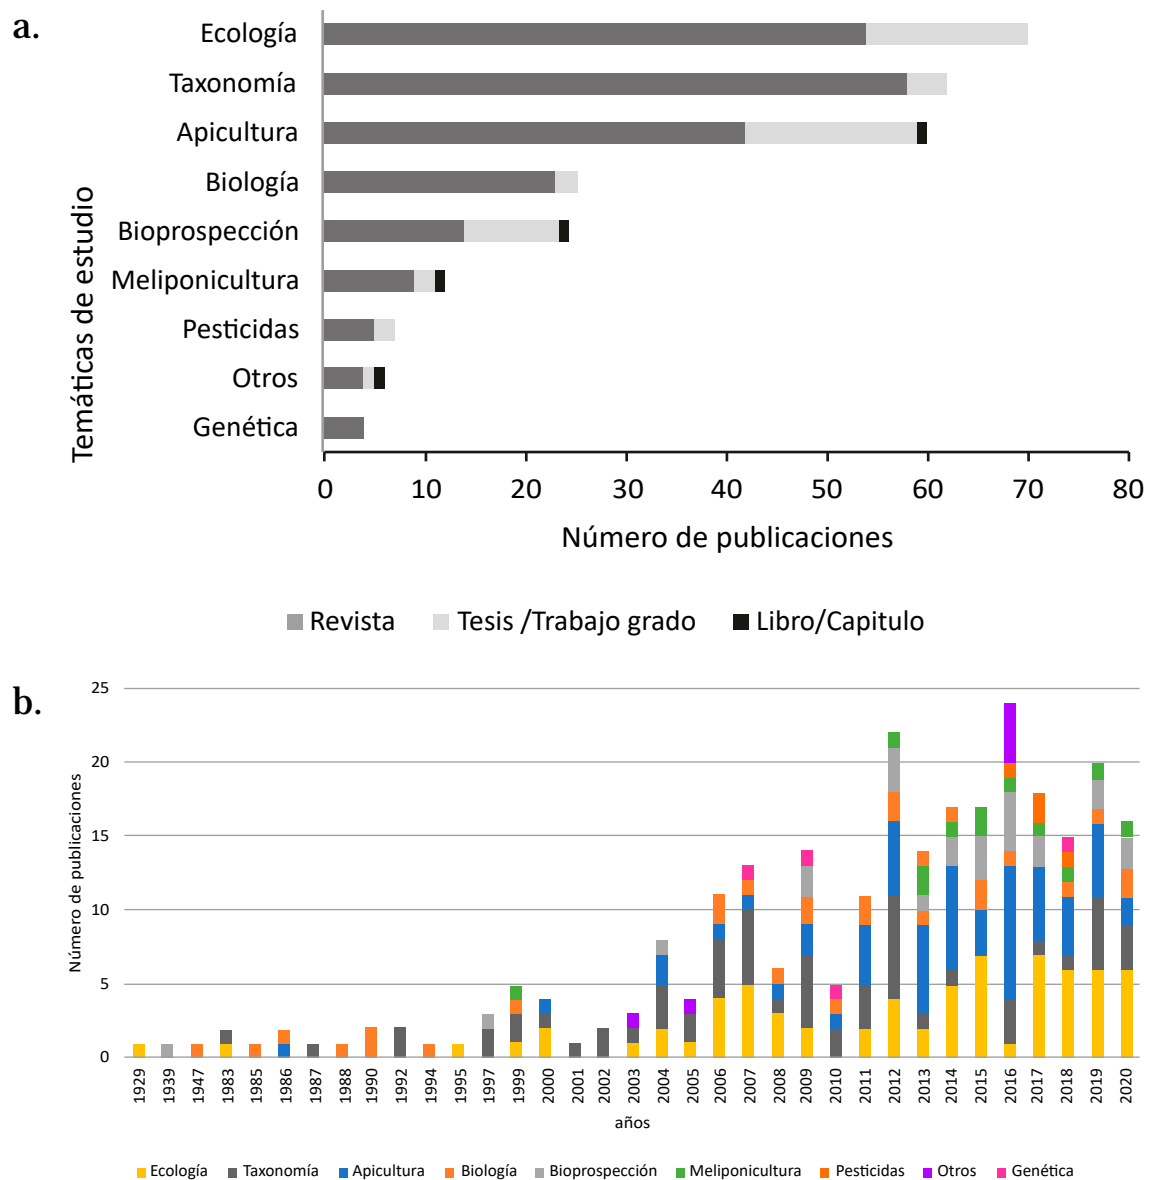 a.
Temáticas de estudio
Ecología
Taxonomía
Apicultura
Biología
Bioprospección
Meliponicultura
Pesticidas
Otros
Genética
0 10 20 30 40 50 60 70 80
Número de publicaciones
Revista Tesis /Trabajo grado Libro/Capitulo
b.
Número de publicaciones
25
20
15
10
5
0
1929 1939 1947 1983 1985 1986 1987 1988 1990 1992 1994 1995 1997 1999 2000 2001 2002 2003 2004 2005 2006 2007 2008 2009 2010 2011 2012 2013 2014 2015 2016 2017 2018 2019 2020
años
Ecología Taxonomía Apicultura Biología Bioprospección Meliponicultura Pesticidas Otros Genética